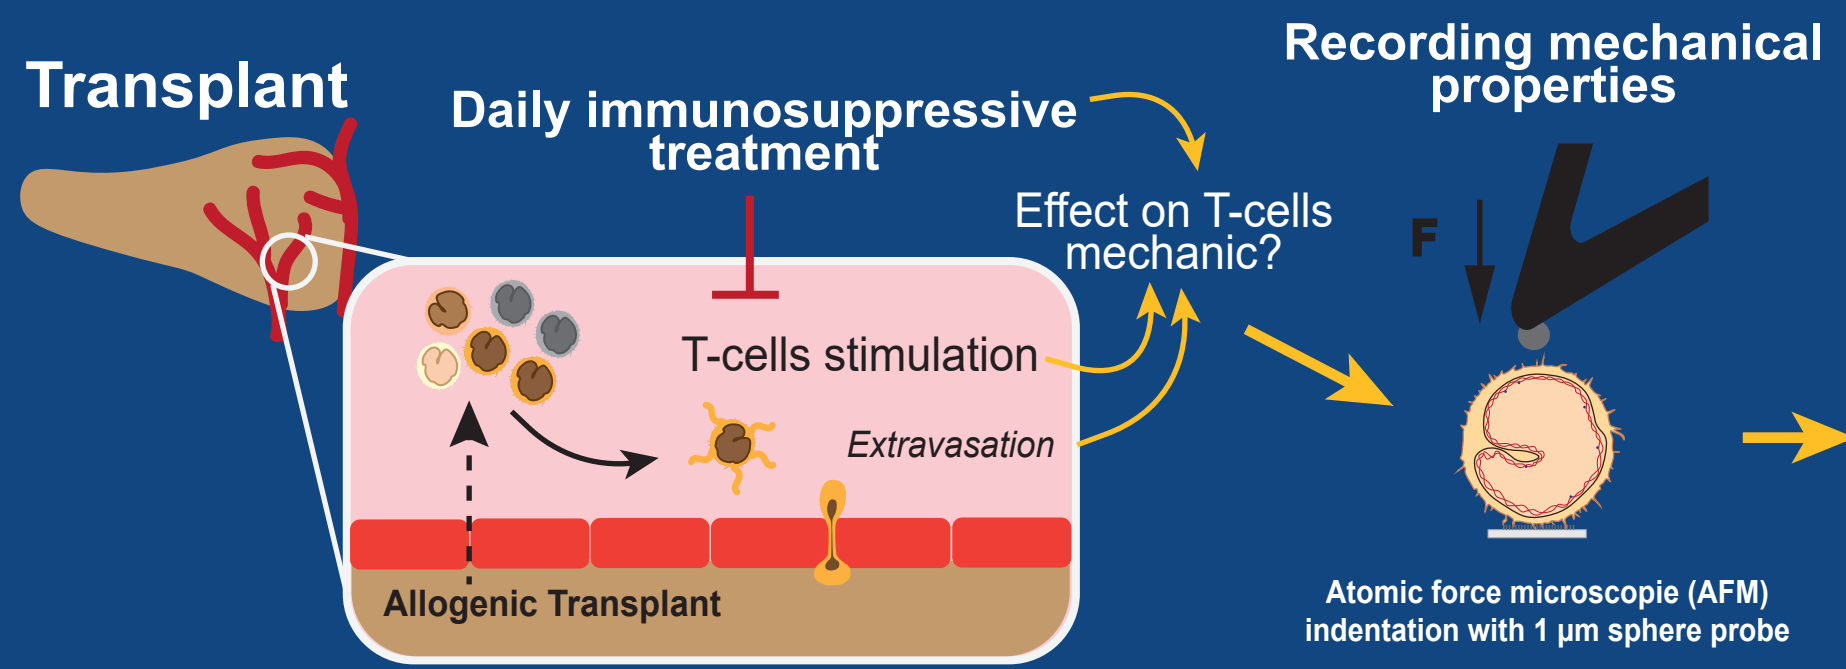 Transplant
Daily immunosuppressive
treatment
Effect on T-cells
mechanic?
T-cells stimulation
Extravasation
Allogenic Transplant
Recording mechanical
properties
F
Atomic force microscopie (AFM)
indentation with 1 µm sphere probe